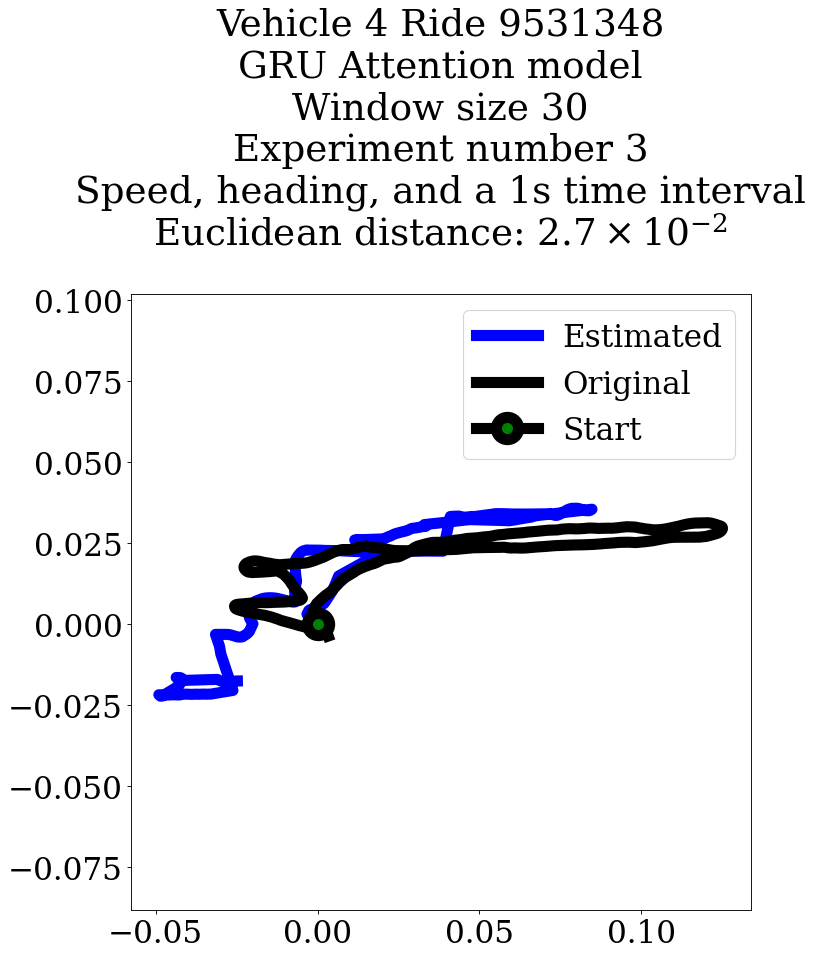 Vehicle 4 Ride 9531348
GRU Attention model
Window size 30
Experiment number 3
Speed, heading, and a 1s time interval
Euclidean distance: 2.7 × 10⁻²
0.100
0.075
0.050
0.025
0.000
−0.025
−0.050
−0.075
Estimated
Original
Start
−0.05
0.00
0.05
0.10